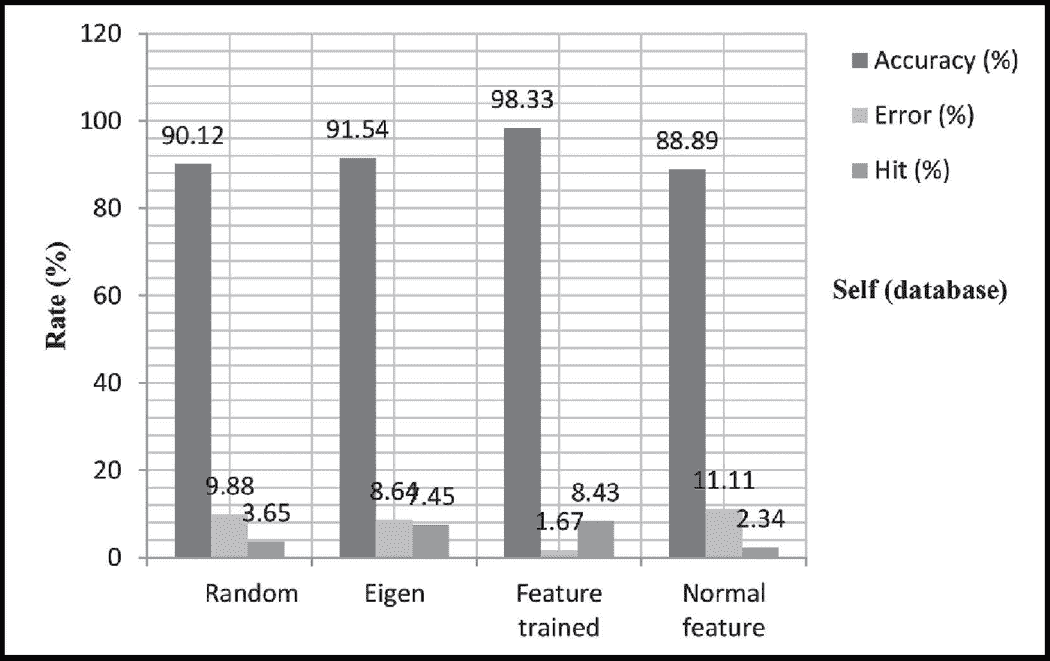 120
100
80
60
40
20
0
Rate (%)
90.12
9.88
3.65
91.54
8.64
7.45
98.33
1.67
8.43
88.89
11.11
2.34
Random
Eigen
Feature
trained
Normal
feature
Accuracy (%)
Error (%)
Hit (%)
Self (database)